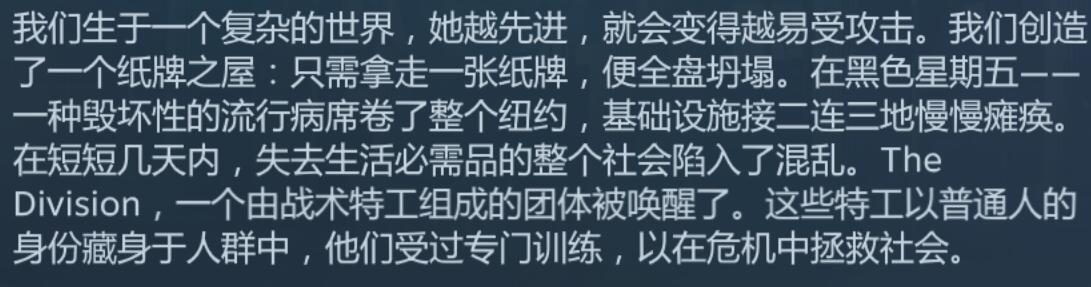 我们生于一个复杂的世界，她越先进，就会变得越易受攻击。我们创造
了一个纸牌之屋：只需拿走一张纸牌，便全盘坍塌。在黑色星期五——
一种毁坏性的流行病席卷了整个纽约，基础设施接二连三地慢慢瘫痪。
在短短几天内，失去生活必需品的整个社会陷入了混乱。The
Division，一个由战术特工组成的团体被唤醒了。这些特工以普通人的
身份藏身于人群中，他们受过专门训练，以在危机中拯救社会。